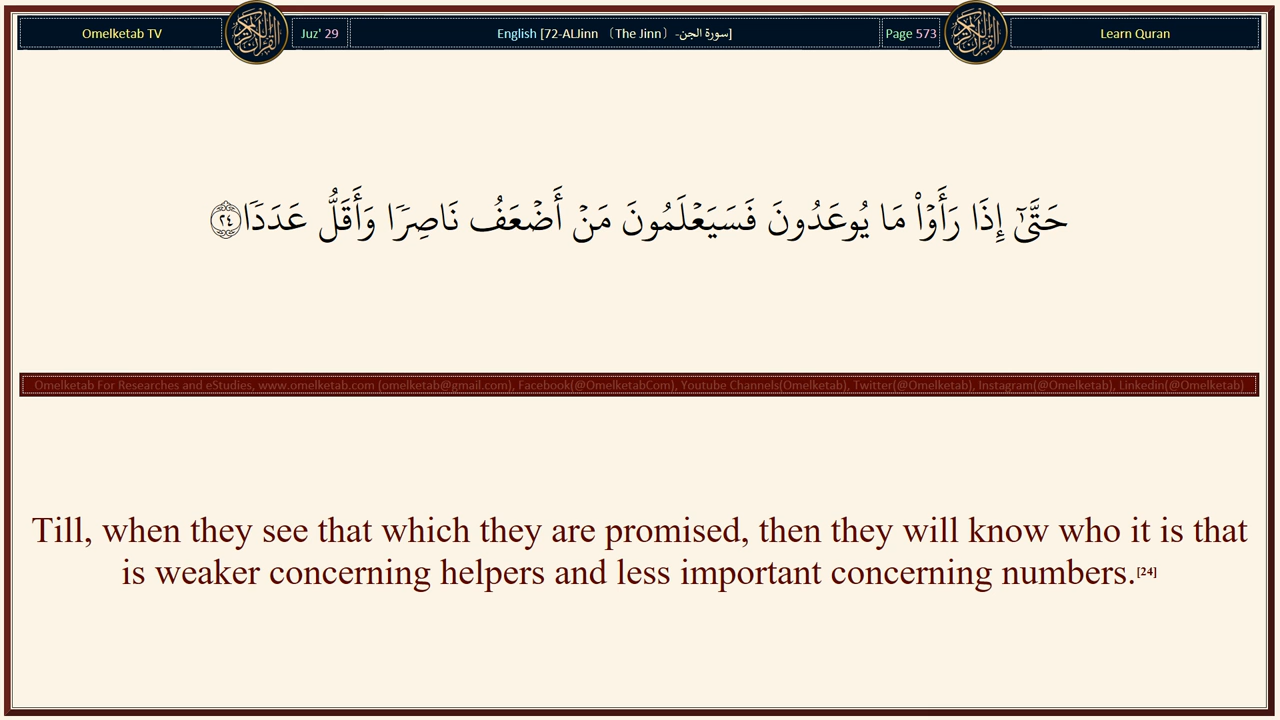 Omelketab TV
Juz' 29
English [72-ALJinn 〔The Jinn〕 -سورة الجن]
Page 573
Learn Quran
حَتَّىٰٓ إِذَا رَأَوۡاْ مَا يُوعَدُونَ فَسَيَعۡلَمُونَ مَنۡ أَضۡعَفُ نَاصِرٗا وَأَقَلُّ عَدَدٗا ٢٤
Omelketab For Researches and eStudies, www.omelketab.com (omelketab@gmail.com), Facebook(@OmelketabCom), Youtube Channels(Omelketab), Twitter(@Omelketab), Instagram(@Omelketab), Linkedin(@Omelketab)
Till, when they see that which they are promised, then they will know who it is that
is weaker concerning helpers and less important concerning numbers.[24]